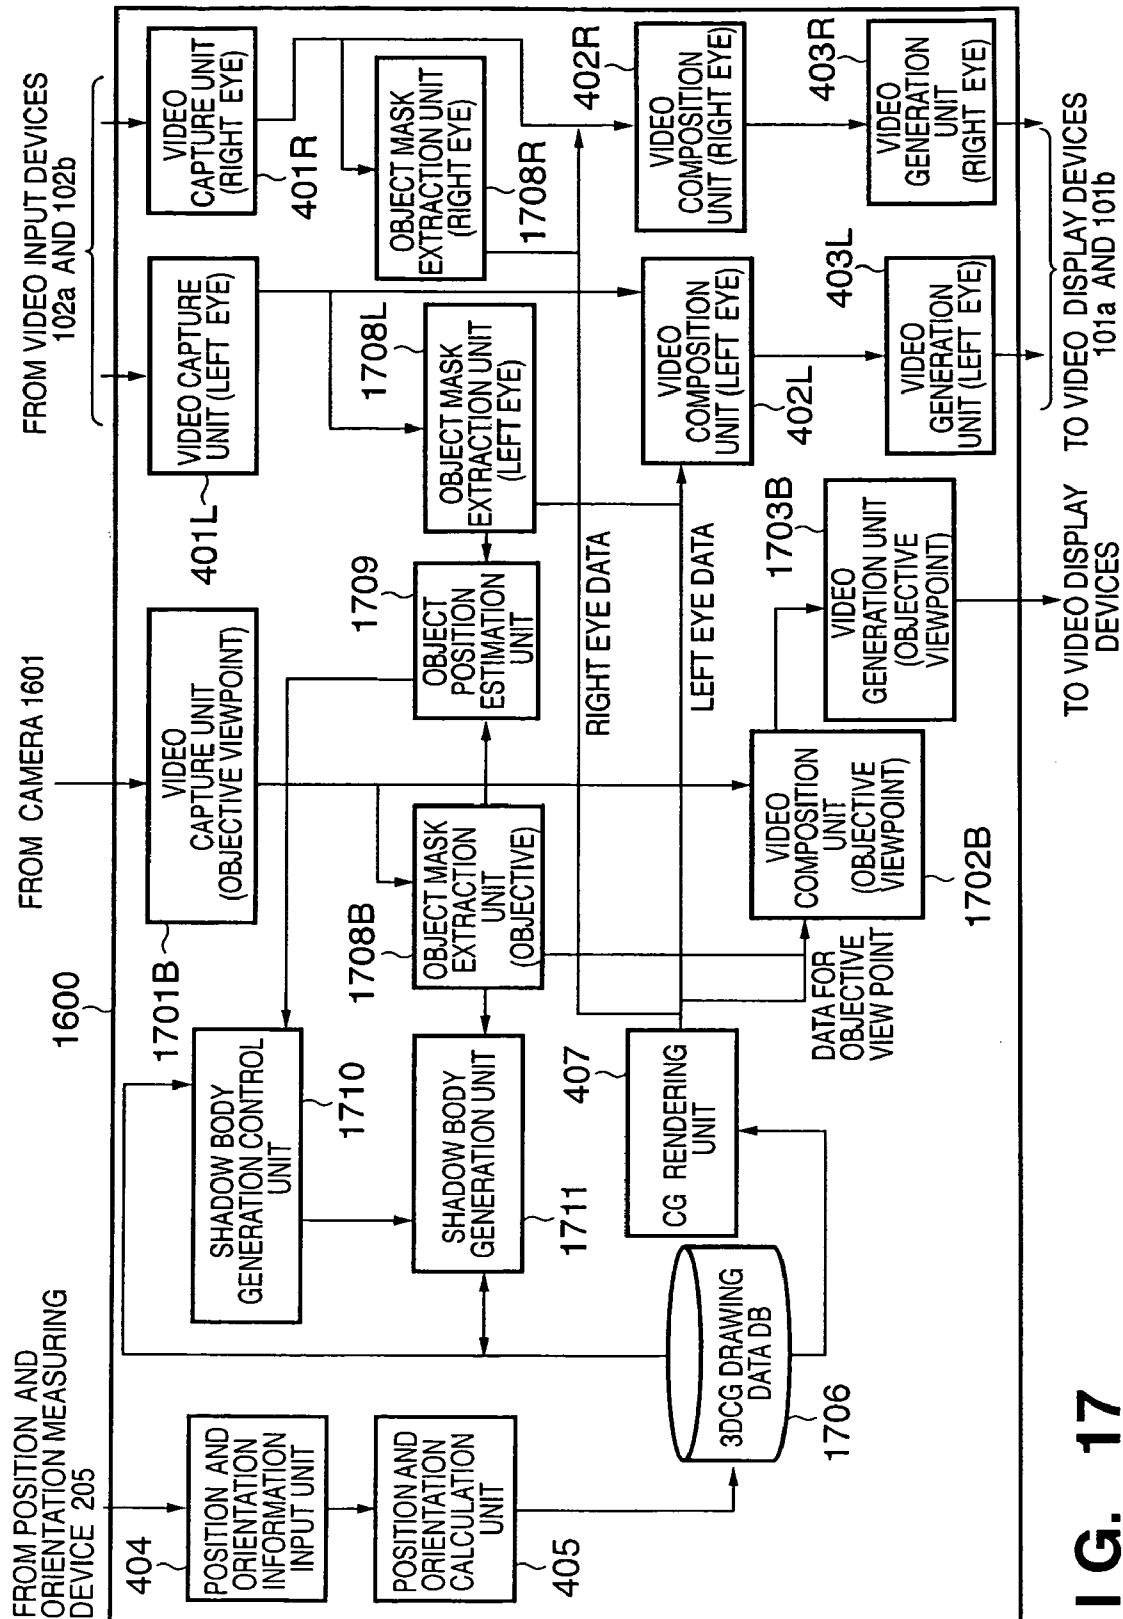 FROM POSITION AND
ORIENTATION MEASURING
DEVICE 205
1600
FROM CAMERA 1601
FROM VIDEO INPUT DEVICES
102a AND 102b
404
POSITION AND
ORIENTATION
INFORMATION
INPUT UNIT
SHADOW BODY
GENERATION CONTROL
UNIT
1710
1701B
VIDEO
CAPTURE UNIT
(OBJECTIVE VIEWPOINT)
401L
VIDEO CAPTURE
UNIT (LEFT EYE)
VIDEO
CAPTURE UNIT
(RIGHT EYE)
401R
POSITION AND
ORIENTATION
CALCULATION
UNIT
405
SHADOW BODY
GENERATION UNIT
1711
1708B
OBJECT MASK
EXTRACTION
UNIT
(OBJECTIVE)
1709
OBJECT
POSITION
ESTIMATION
UNIT
1708L
OBJECT MASK
EXTRACTION UNIT
(LEFT EYE)
OBJECT MASK
EXTRACTION UNIT
(RIGHT EYE)
1708R
RIGHT EYE DATA
LEFT EYE DATA
3DCG DRAWING
DATA DB
1706
407
CG RENDERING
UNIT
DATA FOR
OBJECTIVE
VIEW POINT
VIDEO
COMPOSITION
UNIT
(OBJECTIVE
VIEWPOINT)
1702B
VIDEO
COMPOSITION
UNIT (LEFT EYE)
402L
402R
VIDEO
COMPOSITION
UNIT (RIGHT EYE)
1703B
VIDEO
GENERATION UNIT
(OBJECTIVE
VIEWPOINT)
403L
VIDEO
GENERATION
UNIT (LEFT EYE)
403R
VIDEO
GENERATION
UNIT
(RIGHT EYE)
TO VIDEO DISPLAY
DEVICES
TO VIDEO DISPLAY DEVICES
101a AND 101b
IG. 17